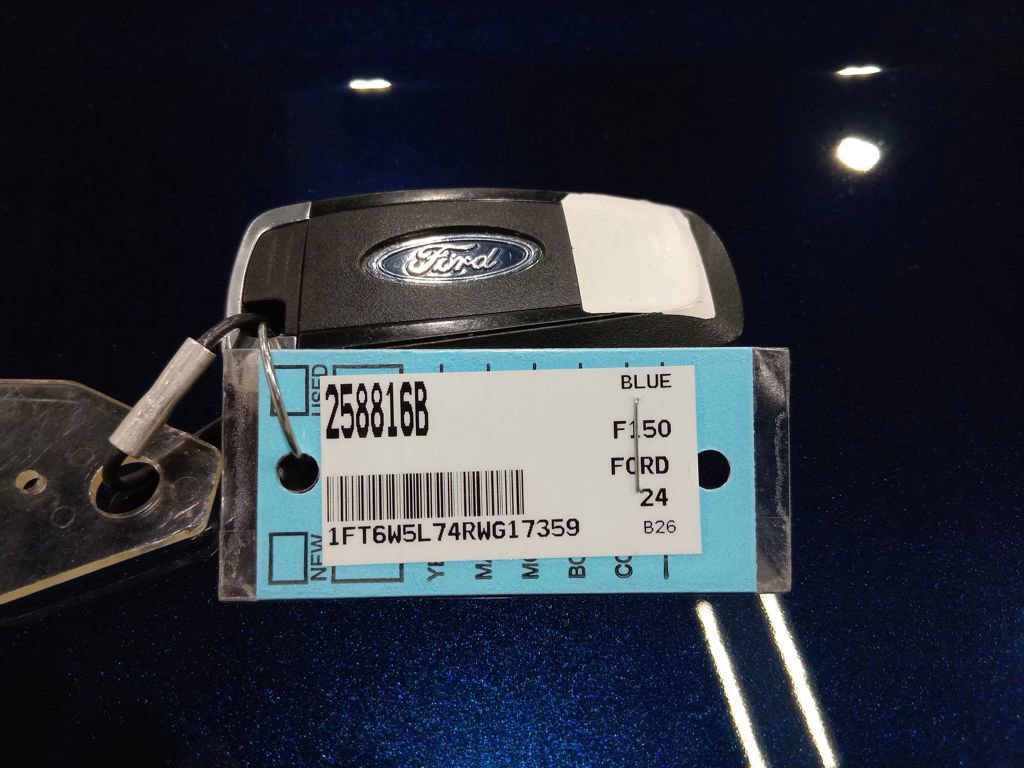 Ford
258816B
BLUE
F150
FORD
24
1FT6W5L74RWG17359
B26
USED
NEW